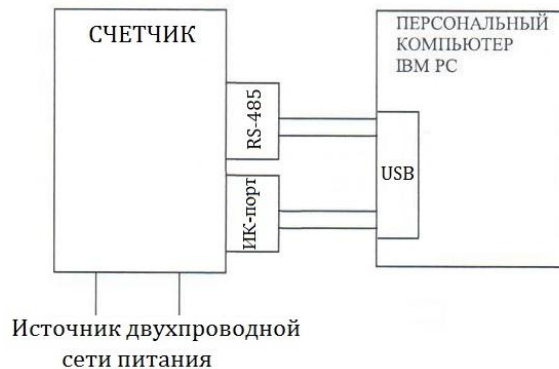 СЧЕТЧИК
ПЕРСОНАЛЬНЫЙ
КОМПЬЮТЕР
IBM PC
RS-485
USB
ИК-порт
Источник двухпроводной
сети питания